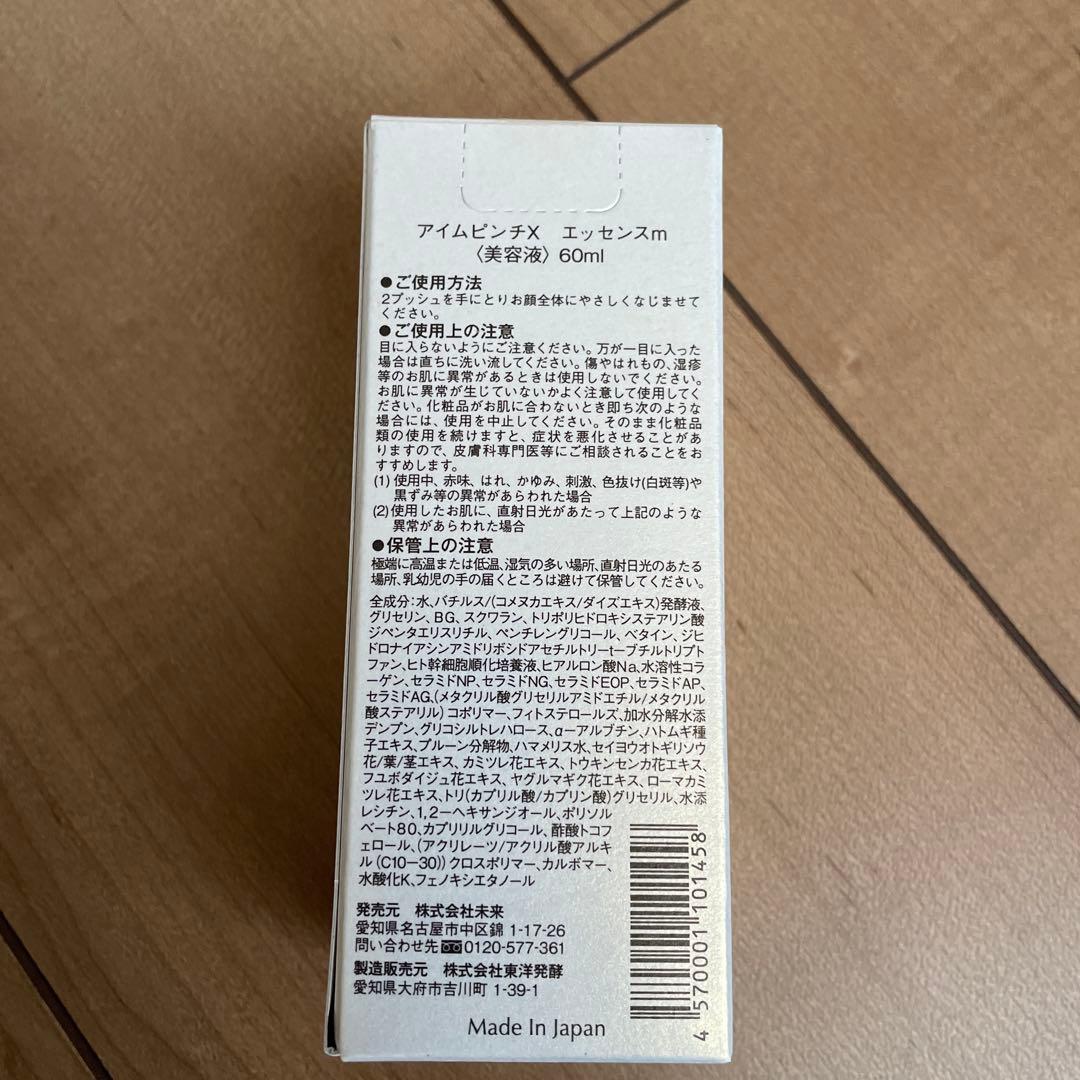 アイムピンチX　エッセンスm
〈美容液〉60ml
●ご使用方法
2プッシュを手にとりお顔全体にやさしくなじませて
ください。
●ご使用上の注意
目に入らないようにご注意ください。万が一目に入った
場合は直ちに洗い流してください。傷やはれもの、湿疹
等のお肌に異常があるときは使用しないでください。
お肌に異常が生じていないかよく注意して使用してく
ださい。化粧品がお肌に合わないとき即ち次のような
場合には、使用を中止してください。そのまま化粧品
類の使用を続けますと、症状を悪化させることがあ
りますので、皮膚科専門医等にご相談されることをお
すすめします。
(1) 使用中、赤味、はれ、かゆみ、刺激、色抜け(白斑等)や
黒ずみ等の異常があらわれた場合
(2)使用したお肌に、直射日光があたって上記のような
異常があらわれた場合
●保管上の注意
極端に高温または低温、湿気の多い場所、直射日光のあたる
場所、乳幼児の手の届くところは避けて保管してください。
全成分：水、バチルス/(コメヌカエキス/ダイズエキス)発酵液、
グリセリン、BG、スクワラン、トリポリヒドロキシステアリン酸
ジペンタエリスリチル、ペンチレングリコール、ベタイン、ジヒ
ドロナイアシンアミドリボシドアセチルトリーtーブチルトリプト
ファン、ヒト幹細胞順化培養液、ヒアルロン酸Na、水溶性コラ
ーゲン、セラミドNP、セラミドNG、セラミドEOP、セラミドAP、
セラミドAG、(メタクリル酸グリセリルアミドエチル/メタクリル
酸ステアリル)コポリマー、フィトステロールズ、加水分解水添
デンプン、グリコシルトレハロース、αーアルブチン、ハトムギ種
子エキス、プルーン分解物、ハマメリス水、セイヨウオトギリソウ
花/葉/茎エキス、カミツレ花エキス、トウキンセンカ花エキス、
フユボダイジュ花エキス、ヤグルマギク花エキス、ローマカミ
ツレ花エキス、トリ(カプリル酸/カプリン酸)グリセリル、水添
レシチン、1,2ーヘキサンジオール、ポリソル
ベート80、カプリリルグリコール、酢酸トコフ
ェロール、(アクリレーツ/アクリル酸アルキ
ル(C10ー30))クロスポリマー、カルボマー、
水酸化K、フェノキシエタノール
発売元　株式会社未来
愛知県名古屋市中区錦 1-17-26
問い合わせ先 0120-577-361
製造販売元　株式会社東洋発酵
愛知県大府市吉川町 1-39-1
Made In Japan
4 570001 101458